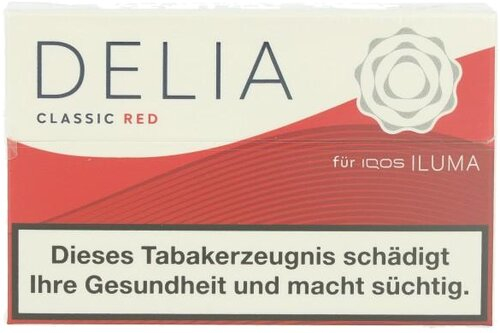 DELIA
CLASSIC RED
für IQOS ILUMA
Dieses Tabakerzeugnis schädigt
Ihre Gesundheit und macht süchtig.